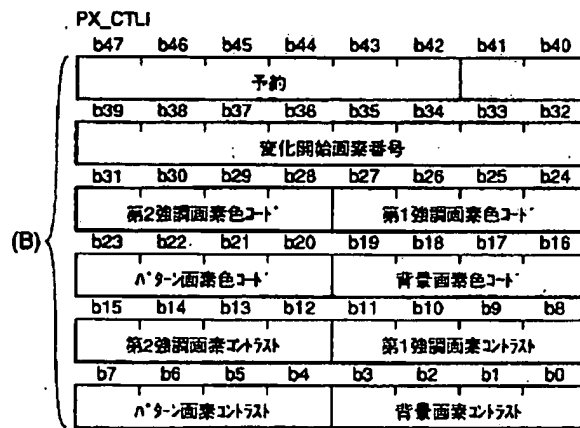 PX_CTLI
b47 b46 b45 b44 b43 b42 b41 b40
予約
b39 b38 b37 b36 b35 b34 b33 b32
変化開始画素番号
b31 b30 b29 b28 b27 b26 b25 b24
第2強調画素色コード 第1強調画素色コード
(B)
b23 b22 b21 b20 b19 b18 b17 b16
パターン画素色コード 背景画素色コード
b15 b14 b13 b12 b11 b10 b9 b8
第2強調画素コントラスト 第1強調画素コントラスト
b7 b6 b5 b4 b3 b2 b1 b0
パターン画素コントラスト 背景画素コントラスト